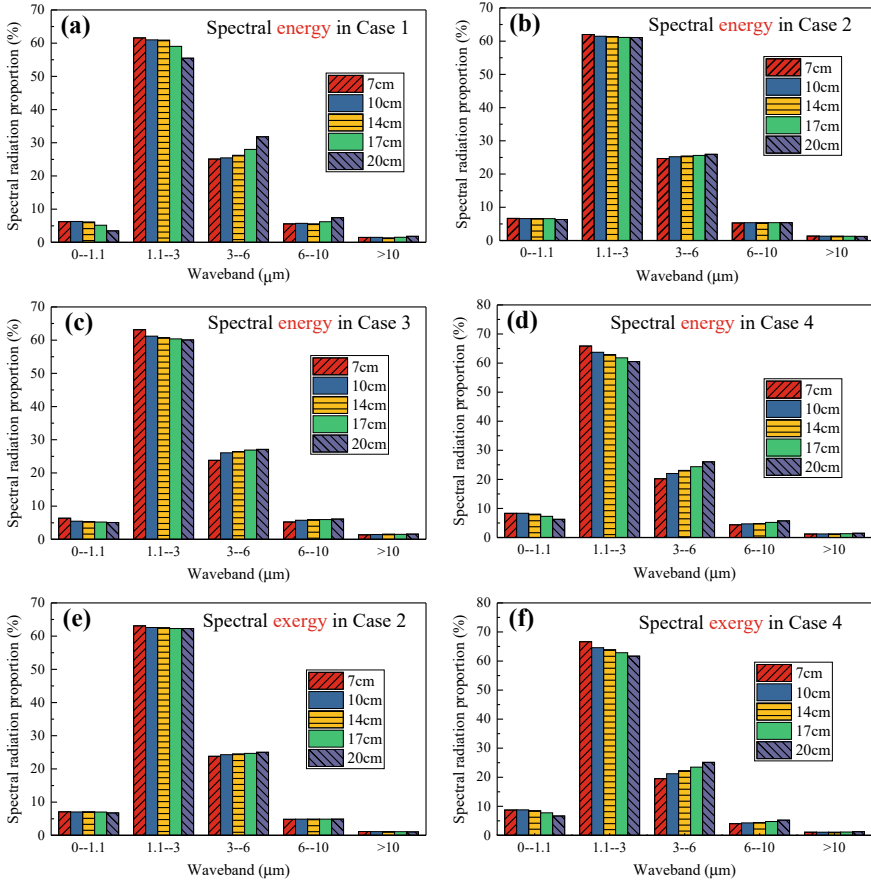 (a) Spectral energy in Case 1
Spectral radiation proportion (%)
70
60
50
40
30
20
10
0
7cm
10cm
14cm
17cm
20cm
0--1.1 1.1--3 3--6 6--10 >10
Waveband (μm)
(b) Spectral energy in Case 2
Spectral radiation proportion (%)
70
60
50
40
30
20
10
0
7cm
10cm
14cm
17cm
20cm
0--1.1 1.1--3 3--6 6--10 >10
Waveband (μm)
(c) Spectral energy in Case 3
Spectral radiation proportion (%)
70
60
50
40
30
20
10
0
7cm
10cm
14cm
17cm
20cm
0--1.1 1.1--3 3--6 6--10 >10
Waveband (μm)
(d) Spectral energy in Case 4
Spectral radiation proportion (%)
80
70
60
50
40
30
20
10
0
7cm
10cm
14cm
17cm
20cm
0--1.1 1.1--3 3--6 6--10 >10
Waveband (μm)
(e) Spectral exergy in Case 2
Spectral radiation proportion (%)
70
60
50
40
30
20
10
0
7cm
10cm
14cm
17cm
20cm
0--1.1 1.1--3 3--6 6--10 >10
Waveband (μm)
(f) Spectral exergy in Case 4
Spectral radiation proportion (%)
80
70
60
50
40
30
20
10
0
7cm
10cm
14cm
17cm
20cm
0--1.1 1.1--3 3--6 6--10 >10
Waveband (μm)